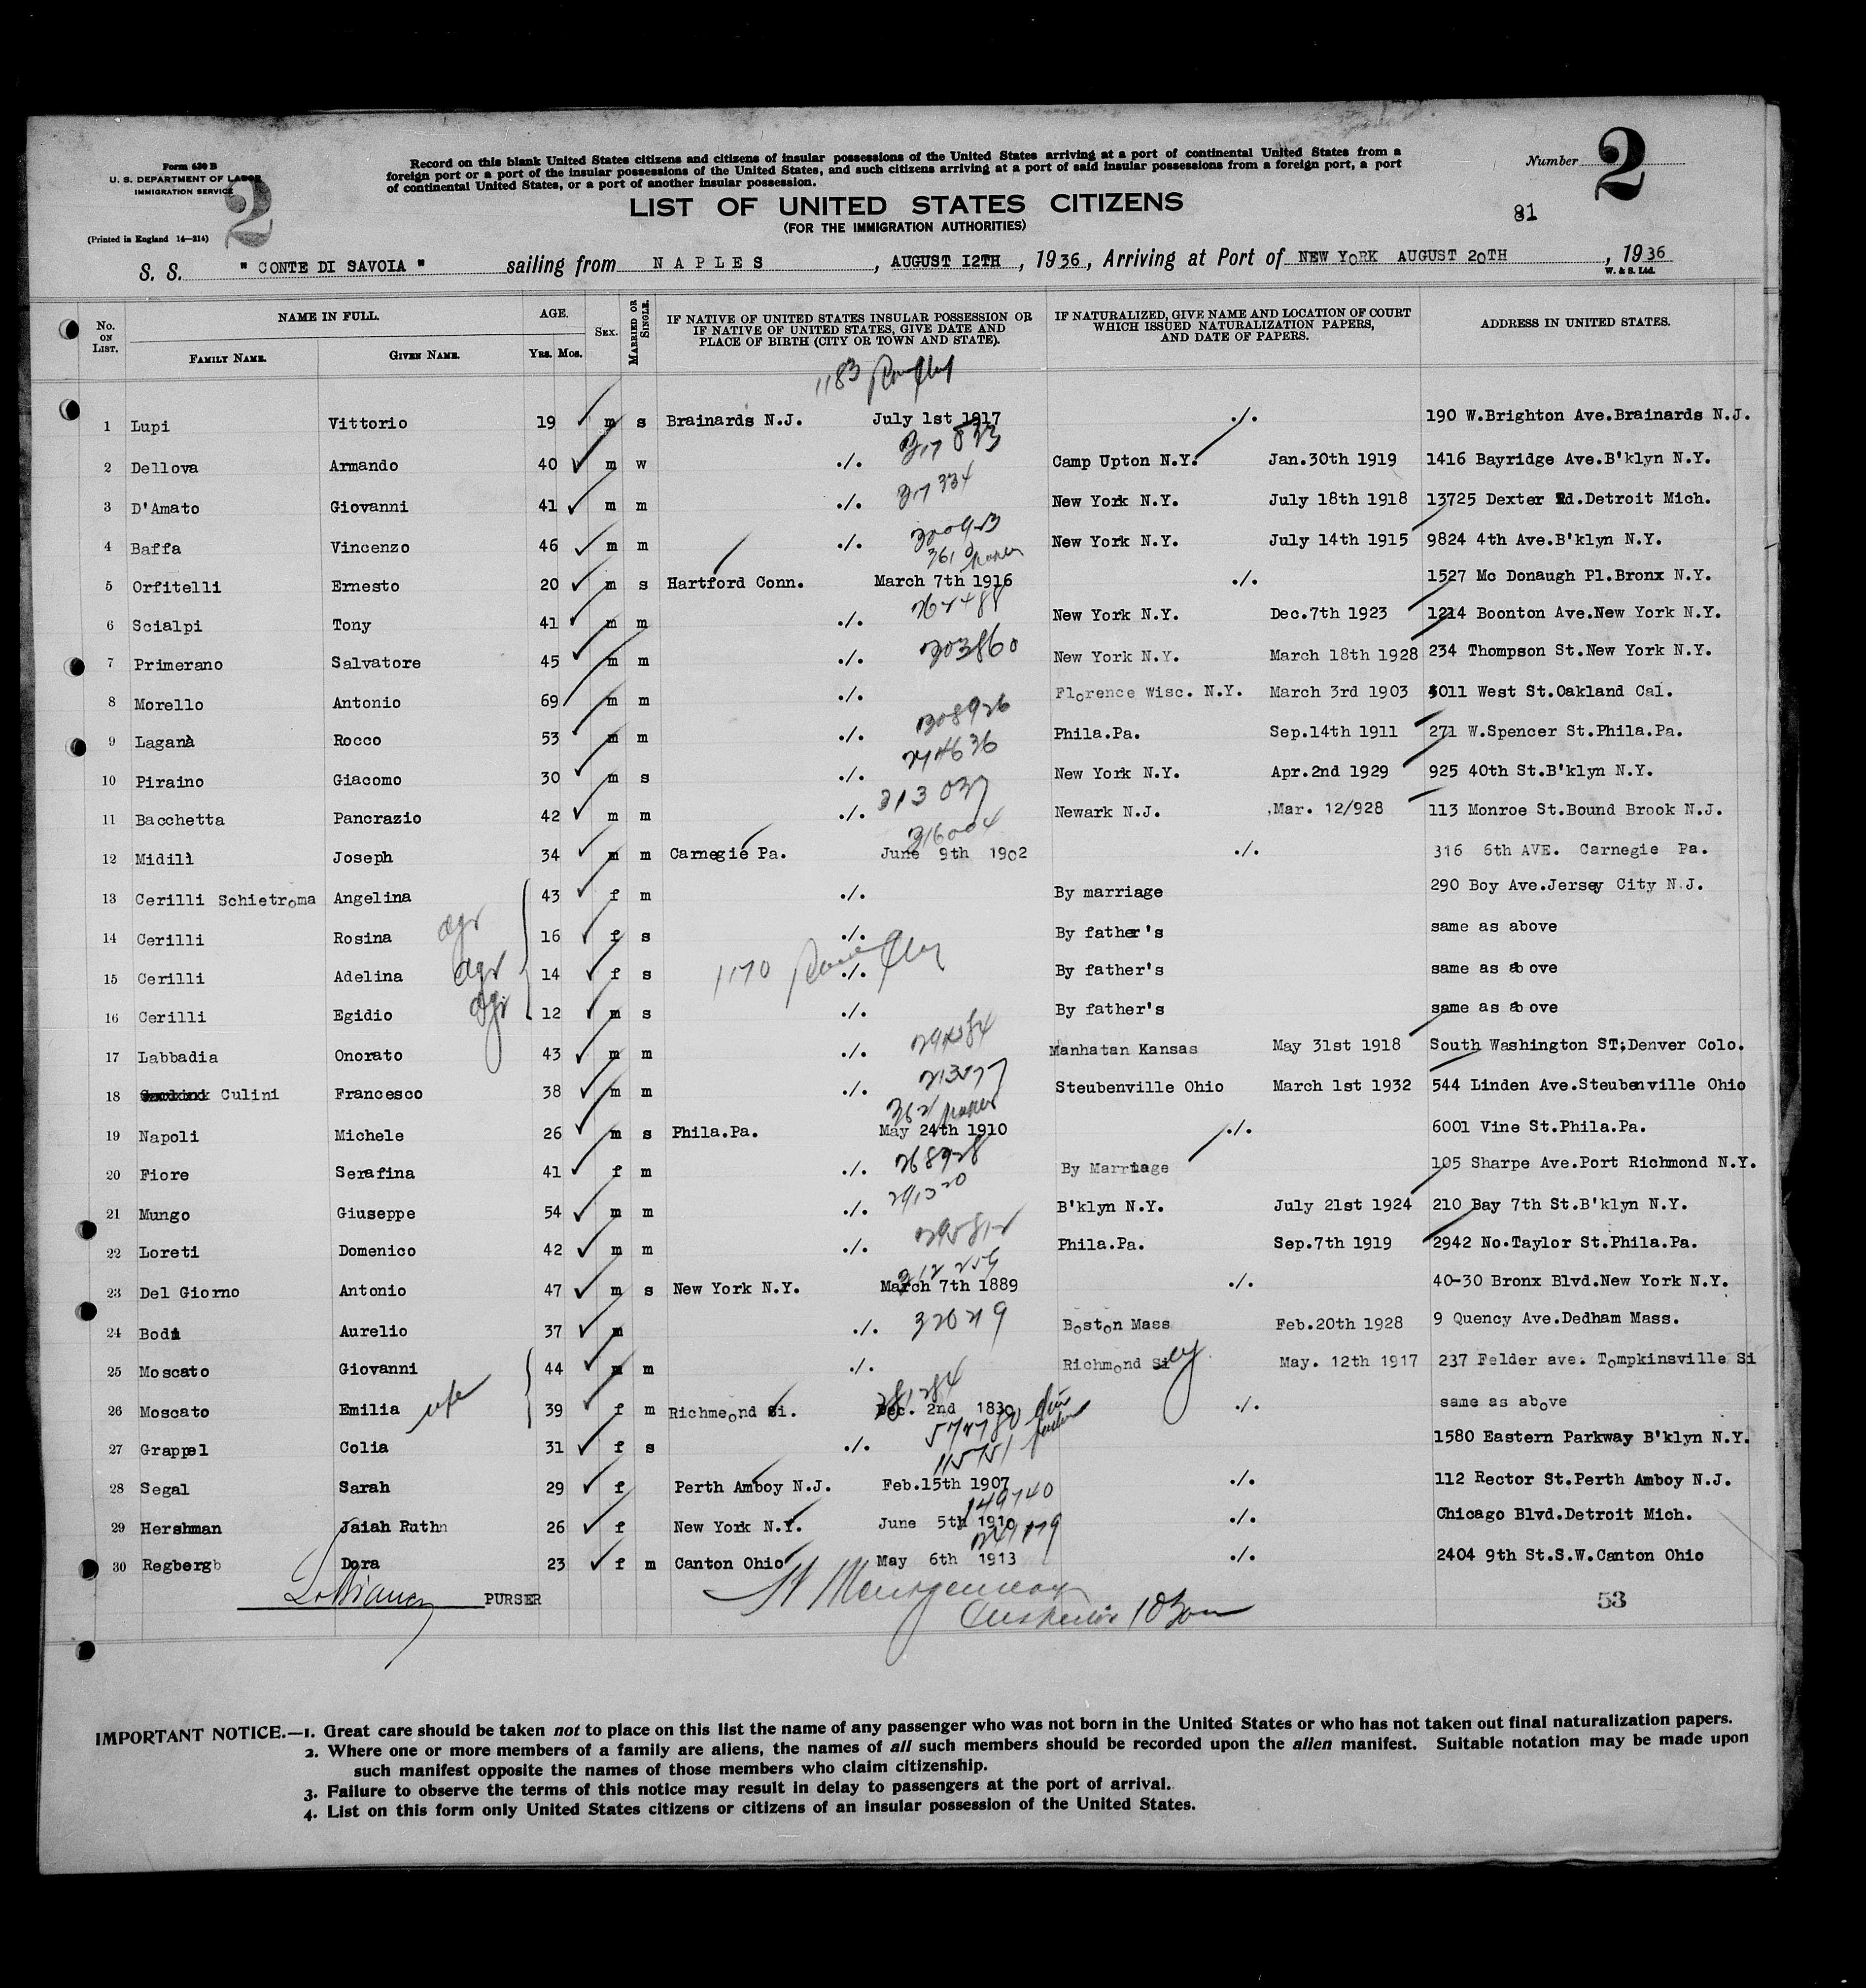 Form 630 B
U. S. DEPARTMENT OF LABOR
IMMIGRATION SERVICE
2
(Printed in England 14—214)
Record on this blank United States citizens and citizens of insular possessions of the United States arriving at a port of continental United States from a
foreign port or a port of the insular possessions of the United States, and such citizens arriving at a port of said insular possessions from a foreign port, a port
of continental United States, or a port of another insular possession.
Number 2
LIST OF UNITED STATES CITIZENS
(FOR THE IMMIGRATION AUTHORITIES)
81
S. S. " CONTE DI SAVOIA " sailing from NAPLES, AUGUST 12TH, 1936, Arriving at Port of NEW YORK AUGUST 20TH, 1936
W. & S. Ltd.
No. ON LIST. NAME IN FULL. FAMILY NAME. GIVEN NAME. AGE. YRS. MOS. SEX. MARRIED OR SINGLE. IF NATIVE OF UNITED STATES INSULAR POSSESSION OR IF NATIVE OF UNITED STATES, GIVE DATE AND PLACE OF BIRTH (CITY OR TOWN AND STATE). IF NATURALIZED, GIVE NAME AND LOCATION OF COURT WHICH ISSUED NATURALIZATION PAPERS, AND DATE OF PAPERS. ADDRESS IN UNITED STATES.
1183
1 Lupi Vittorio 19 m s Brainards N.J. July 1st 1917 ./. 190 W.Brighton Ave.Brainards N.J.
2 Dellova Armando 40 m w ./. Camp Upton N.Y. Jan.30th 1919 1416 Bayridge Ave.B'klyn N.Y.
3 D'Amato Giovanni 41 m m ./. 317334 New York N.Y. July 18th 1918 13725 Dexter Rd.Detroit Mich.
4 Baffa Vincenzo 46 m m ./. New York N.Y. July 14th 1915 9824 4th Ave.B'klyn N.Y.
5 Orfitelli Ernesto 20 m s Hartford Conn. March 7th 1916 ./. 1527 Mc Donaugh Pl.Bronx N.Y.
6 Scialpi Tony 41 m m ./. 262488 New York N.Y. Dec.7th 1923 1214 Boonton Ave.New York N.Y.
7 Primerano Salvatore 45 m m ./. 303860 New York N.Y. March 18th 1928 234 Thompson St.New York N.Y.
8 Morello Antonio 69 m m ./. Florence Wisc. N.Y. March 3rd 1903 5011 West St.Oakland Cal.
9 Laganà Rocco 53 m m ./. 308926 Phila.Pa. Sep.14th 1911 271 W.Spencer St.Phila.Pa.
10 Piraino Giacomo 30 m s ./. 274636 New York N.Y. Apr.2nd 1929 925 40th St.B'klyn N.Y.
11 Bacchetta Pancrazio 42 m m ./. 313037 Newark N.J. .Mar. 12/928 113 Monroe St.Bound Brook N.J.
12 Midilì Joseph 34 m m Carnegie Pa. 316004 June 9th 1902 ./. 316 6th AVE. Carnegie Pa.
13 Cerilli Schietroma Angelina 43 f m ./. By marriage 290 Boy Ave.Jersey City N.J.
14 Cerilli Rosina 16 f s ./. By father's same as above
15 Cerilli Adelina 14 f s 1170 ./. By father's same as above
16 Cerilli Egidio 12 m s ./. By father's same as above
17 Labbadia Onorato 43 m m ./. Manhatan Kansas May 31st 1918 South Washington ST;Denver Colo.
18 Culini Francesco 38 m m ./. Steubenville Ohio March 1st 1932 544 Linden Ave.Steubenville Ohio
19 Napoli Michele 26 m s Phila.Pa. May 24th 1910 ./. 6001 Vine St.Phila.Pa.
20 Fiore Serafina 41 f m ./. 268928 By Marriage 105 Sharpe Ave.Port Richmond N.Y.
21 Mungo Giuseppe 54 m m ./. B'klyn N.Y. July 21st 1924 210 Bay 7th St.B'klyn N.Y.
22 Loreti Domenico 42 m m ./. Phila.Pa. Sep.7th 1919 2942 No.Taylor St.Phila.Pa.
23 Del Giorno Antonio 47 m s New York N.Y. March 7th 1889 ./. 40-30 Bronx Blvd.New York N.Y.
24 Bodi Aurelio 37 m ./. 32029 Boston Mass Feb.20th 1928 9 Quency Ave.Dedham Mass.
25 Moscato Giovanni 44 m m ./. Richmond Si May. 12th 1917 237 Felder ave. Tompkinsville Si
26 Moscato Emilia wife 39 f m Richmeond Si. Dec. 2nd ./. same as above
27 Grappel Colia 31 f s ./. 1580 Eastern Parkway B'klyn N.Y.
28 Segal Sarah 29 f Perth Amboy N.J. Feb.15th 1907 ./. 112 Rector St.Perth Amboy N.J.
29 Hershman Jaiah Ruthn 26 f New York N.Y. June 5th 1910 ./. Chicago Blvd.Detroit Mich.
30 Regbergb Dora 23 f m Canton Ohio May 6th 1913 ./. 2404 9th St.S.W.Canton Ohio
PURSER
53
IMPORTANT NOTICE.—1. Great care should be taken not to place on this list the name of any passenger who was not born in the United States or who has not taken out final naturalization papers.
2. Where one or more members of a family are aliens, the names of all such members should be recorded upon the alien manifest. Suitable notation may be made upon
such manifest opposite the names of those members who claim citizenship.
3. Failure to observe the terms of this notice may result in delay to passengers at the port of arrival.
4. List on this form only United States citizens or citizens of an insular possession of the United States.